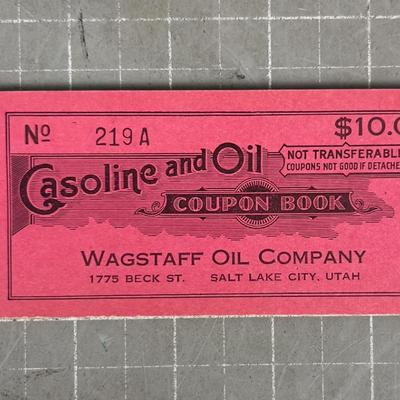 Nº 219 A
$10.0
Gasoline and Oil
NOT TRANSFERABLE
COUPONS NOT GOOD IF DETACHE
COUPON BOOK
WAGSTAFF OIL COMPANY
1775 BECK ST. SALT LAKE CITY, UTAH